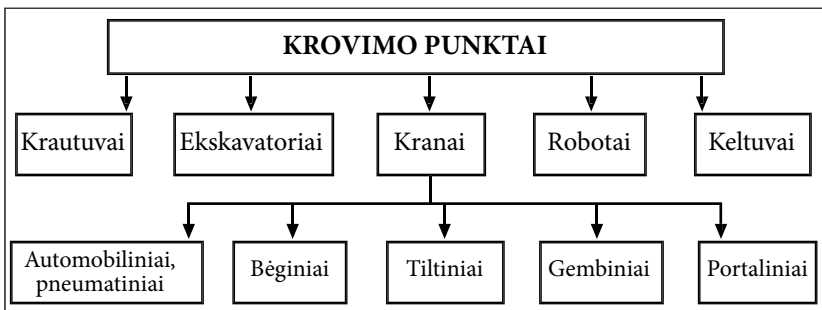 KROVIMO PUNKTAI
Krautuvai
Ekskavatoriai
Kranai
Robotai
Keltuvai
Automobiliniai,
pneumatiniai
Bėginiai
Tiltiniai
Gembiniai
Portaliniai